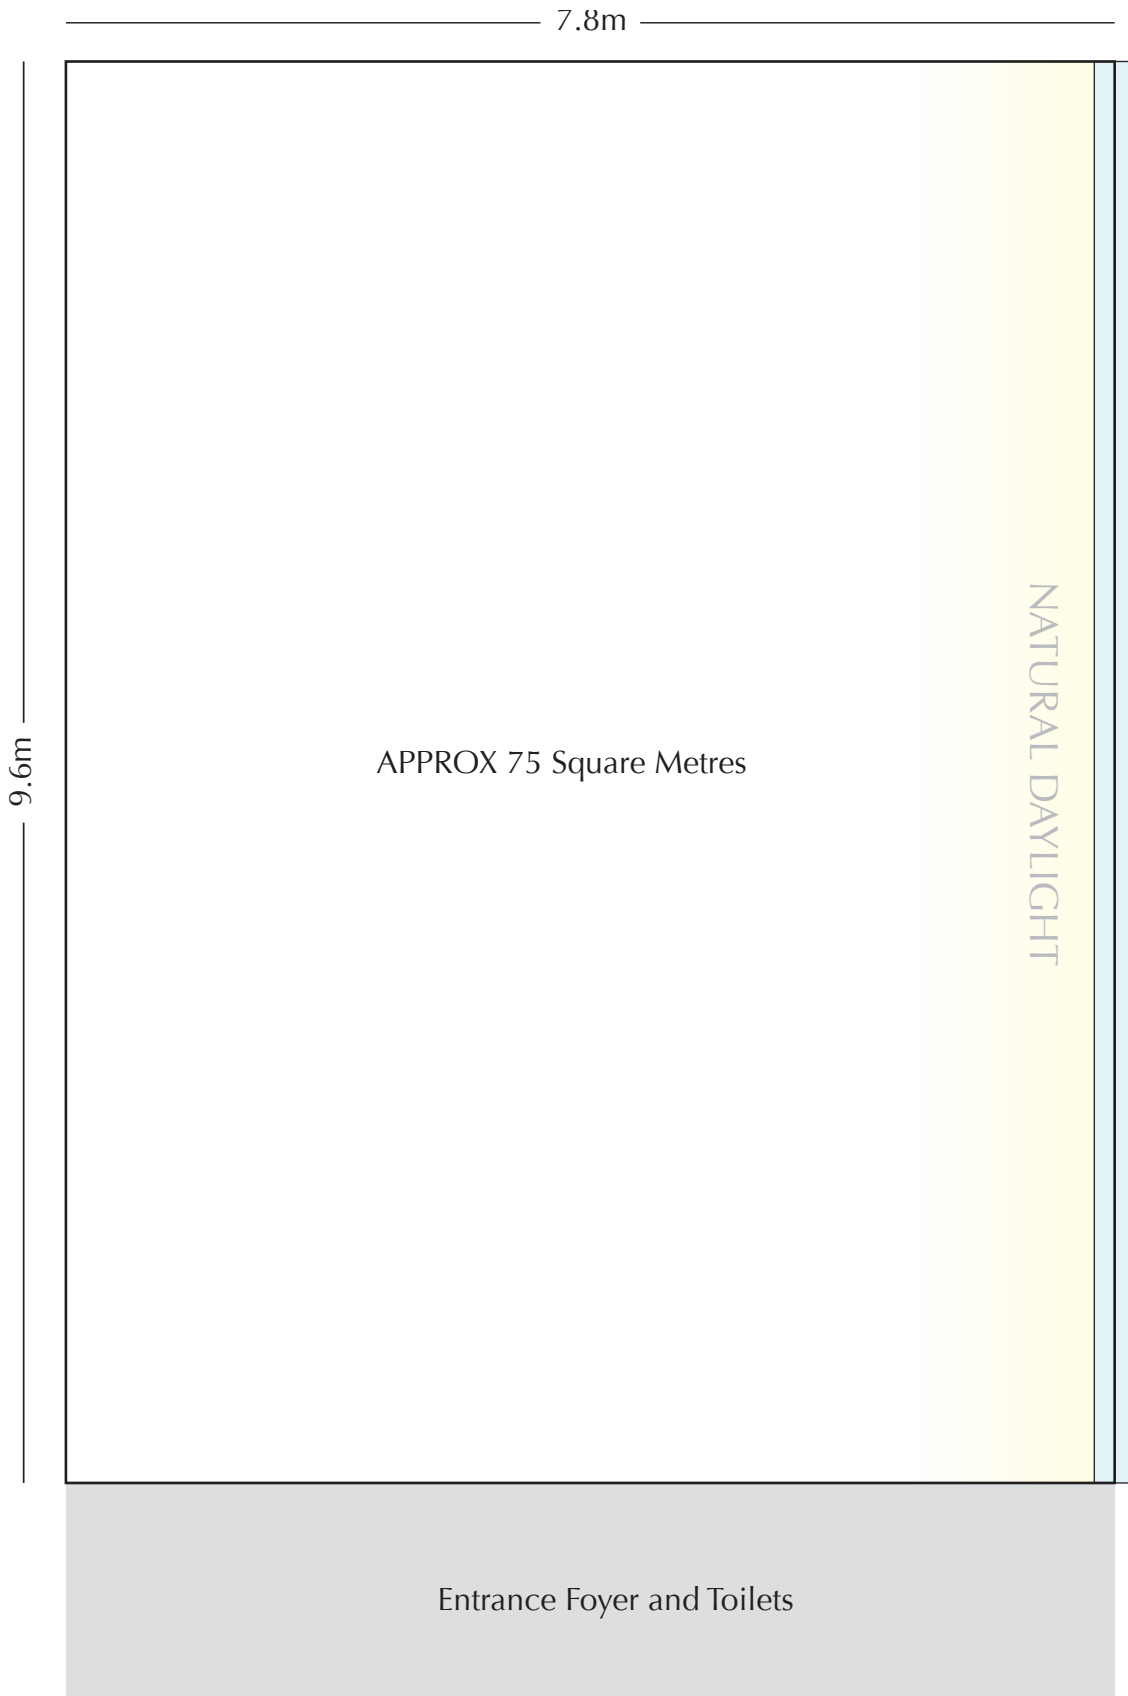 7.8m
9.6m
APPROX 75 Square Metres
NATURAL DAYLIGHT
Entrance Foyer and Toilets